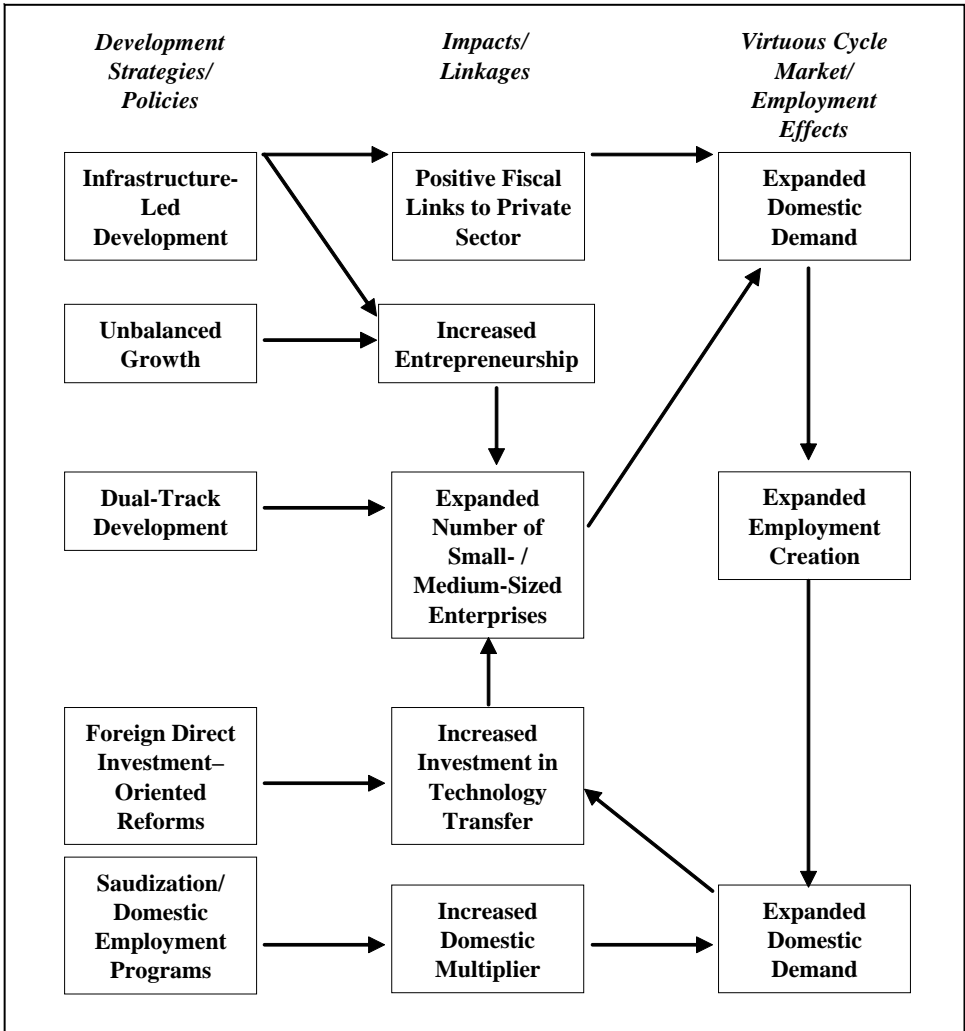 Development
Strategies/
Policies
Impacts/
Linkages
Virtuous Cycle
Market/
Employment
Effects
Infrastructure-
Led
Development
Positive Fiscal
Links to Private
Sector
Expanded
Domestic
Demand
Unbalanced
Growth
Increased
Entrepreneurship
Dual-Track
Development
Expanded
Number of
Small- /
Medium-Sized
Enterprises
Expanded
Employment
Creation
Foreign Direct
Investment–
Oriented
Reforms
Increased
Investment in
Technology
Transfer
Saudization/
Domestic
Employment
Programs
Increased
Domestic
Multiplier
Expanded
Domestic
Demand